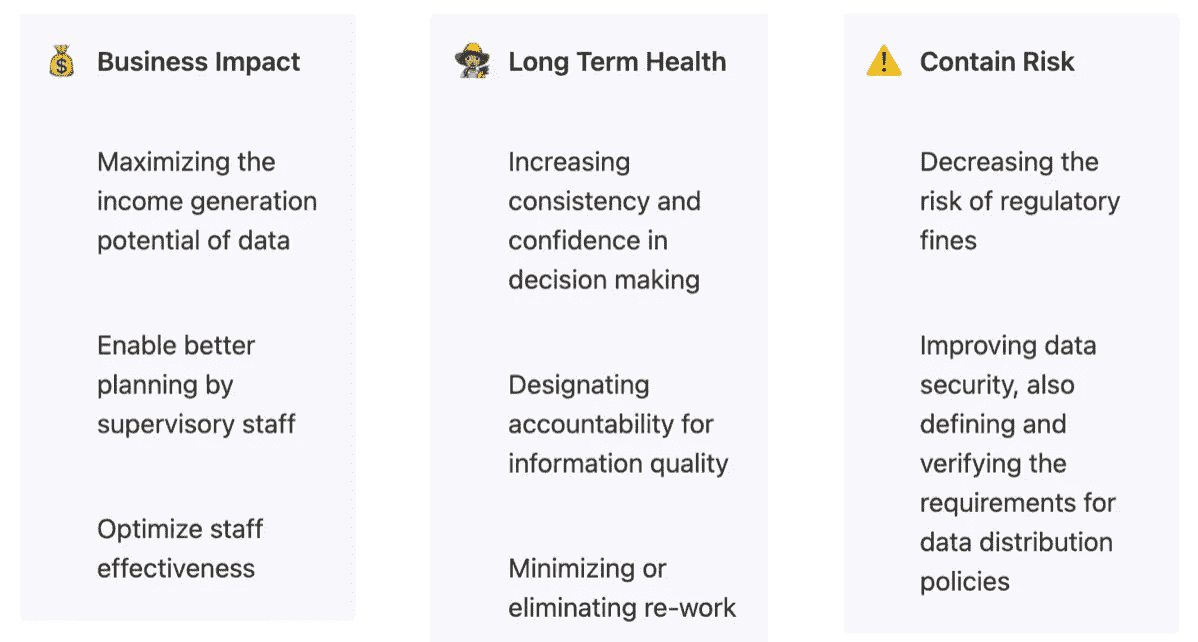 Business Impact
Maximizing the
income generation
potential of data
Enable better
planning by
supervisory staff
Optimize staff
effectiveness
Long Term Health
Increasing
consistency and
confidence in
decision making
Designating
accountability for
information quality
Minimizing or
eliminating re-work
Contain Risk
Decreasing the
risk of regulatory
fines
Improving data
security, also
defining and
verifying the
requirements for
data distribution
policies